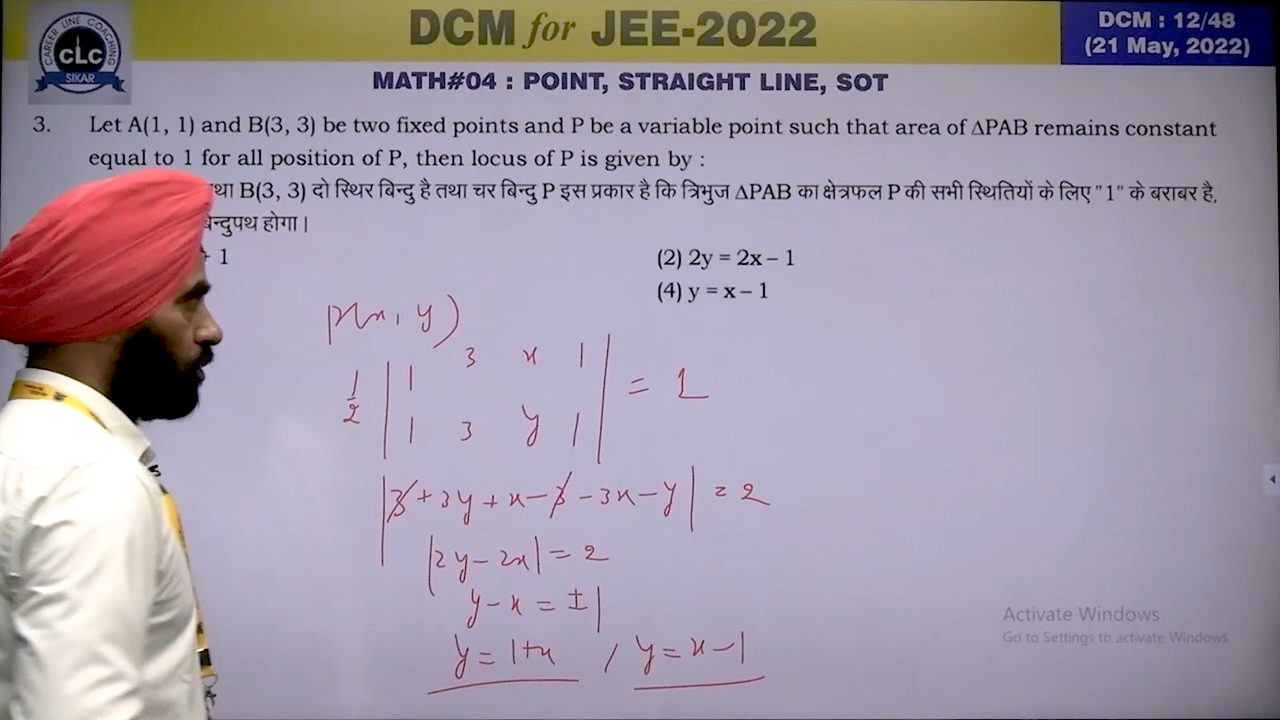 CAREER LINE COACHING
CLC
SIKAR
DCM for JEE-2022
DCM : 12/48
(21 May, 2022)
MATH#04 : POINT, STRAIGHT LINE, SOT
3. Let A(1, 1) and B(3, 3) be two fixed points and P be a variable point such that area of ΔPAB remains constant
equal to 1 for all position of P, then locus of P is given by :
B(3, 3) दो स्थिर बिन्दु है तथा चर बिन्दु P इस प्रकार है कि त्रिभुज ΔPAB का क्षेत्रफल P की सभी स्थितियों के लिए "1" के बराबर है,
होगा।
1
(2) 2y = 2x – 1
(4) y = x – 1
P(x, y)
3 x 1
1/2 | 1 | = 1
1 3 y 1
|3 + 3y + x - 3 - 3x - y| = 2
|2y - 2x| = 2
y - x = ±1
y = 1+x / y = x - 1
Activate Windows
Go to Settings to activate Windows